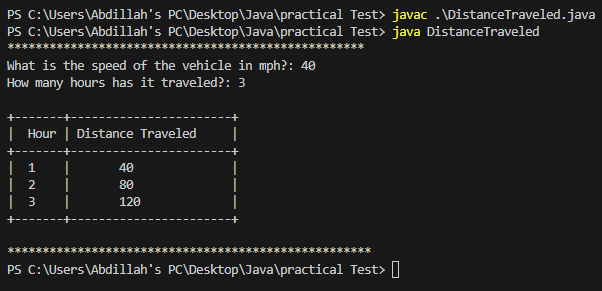 PS C:\Users\Abdillah's PC\Desktop\Java\practical Test> javac .\DistanceTraveled.java
PS C:\Users\Abdillah's PC\Desktop\Java\practical Test> java DistanceTraveled
***************************************************
What is the speed of the vehicle in mph?: 40
How many hours has it traveled?: 3
+-------+-----------------------+
|  Hour | Distance Traveled     |
+-------+-----------------------+
|  1    |       40              |
|  2    |       80              |
|  3    |       120             |
+-------+-----------------------+
****************************************************
PS C:\Users\Abdillah's PC\Desktop\Java\practical Test>